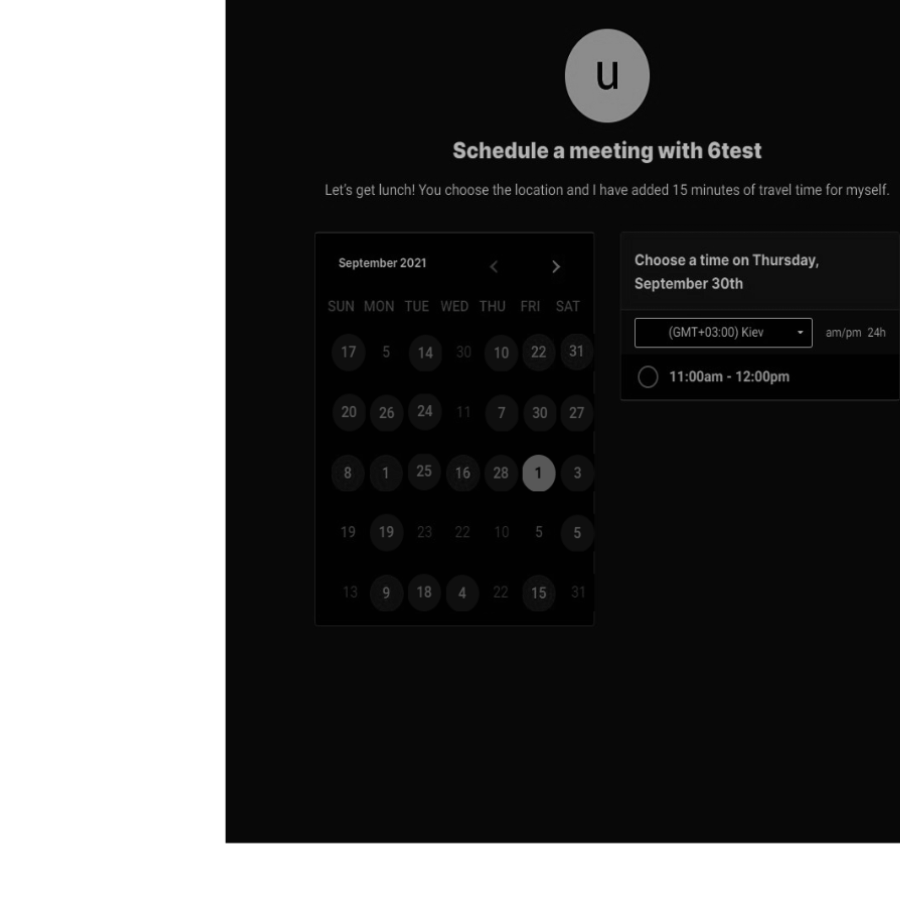 u
Schedule a meeting with 6test
Let's get lunch! You choose the location and I have added 15 minutes of travel time for myself.
September 2021
SUN MON TUE WED THU FRI SAT
17 5 14 30 10 22 31
20 26 24 11 7 30 27
8 1 25 16 28 1 3
19 19 23 22 10 5 5
13 9 18 4 22 15 31
Choose a time on Thursday,
September 30th
(GMT+03:00) Kiev am/pm 24h
11:00am - 12:00pm